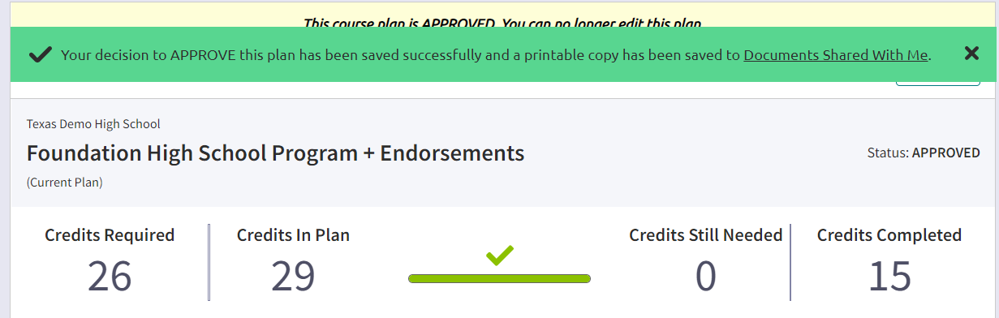 This course plan is APPROVED. You can no longer edit this plan
Your decision to APPROVE this plan has been saved successfully and a printable copy has been saved to Documents Shared With Me.
Texas Demo High School
Foundation High School Program + Endorsements
Status: APPROVED
(Current Plan)
Credits Required
Credits In Plan
Credits Still Needed
Credits Completed
26
29
0
15